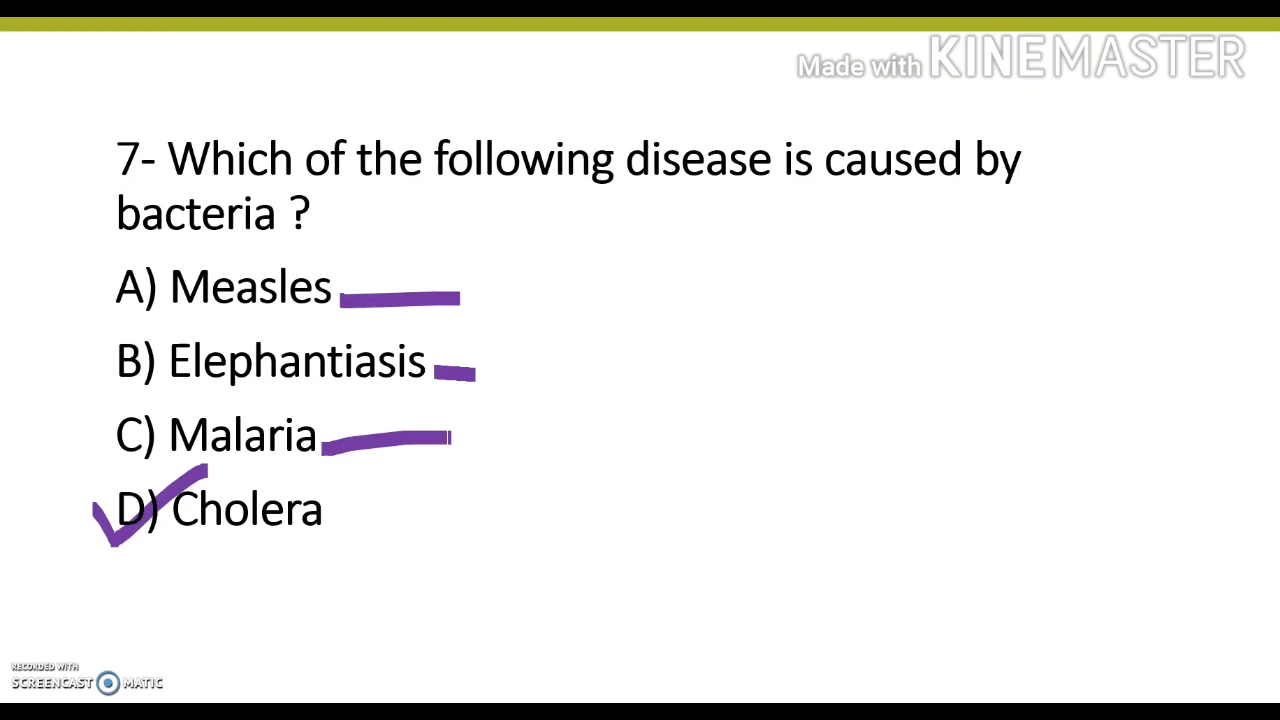 Made with KINEMASTER
7- Which of the following disease is caused by
bacteria ?
A) Measles
B) Elephantiasis
C) Malaria
D) Cholera
RECORDED WITH
SCREENCAST MATIC